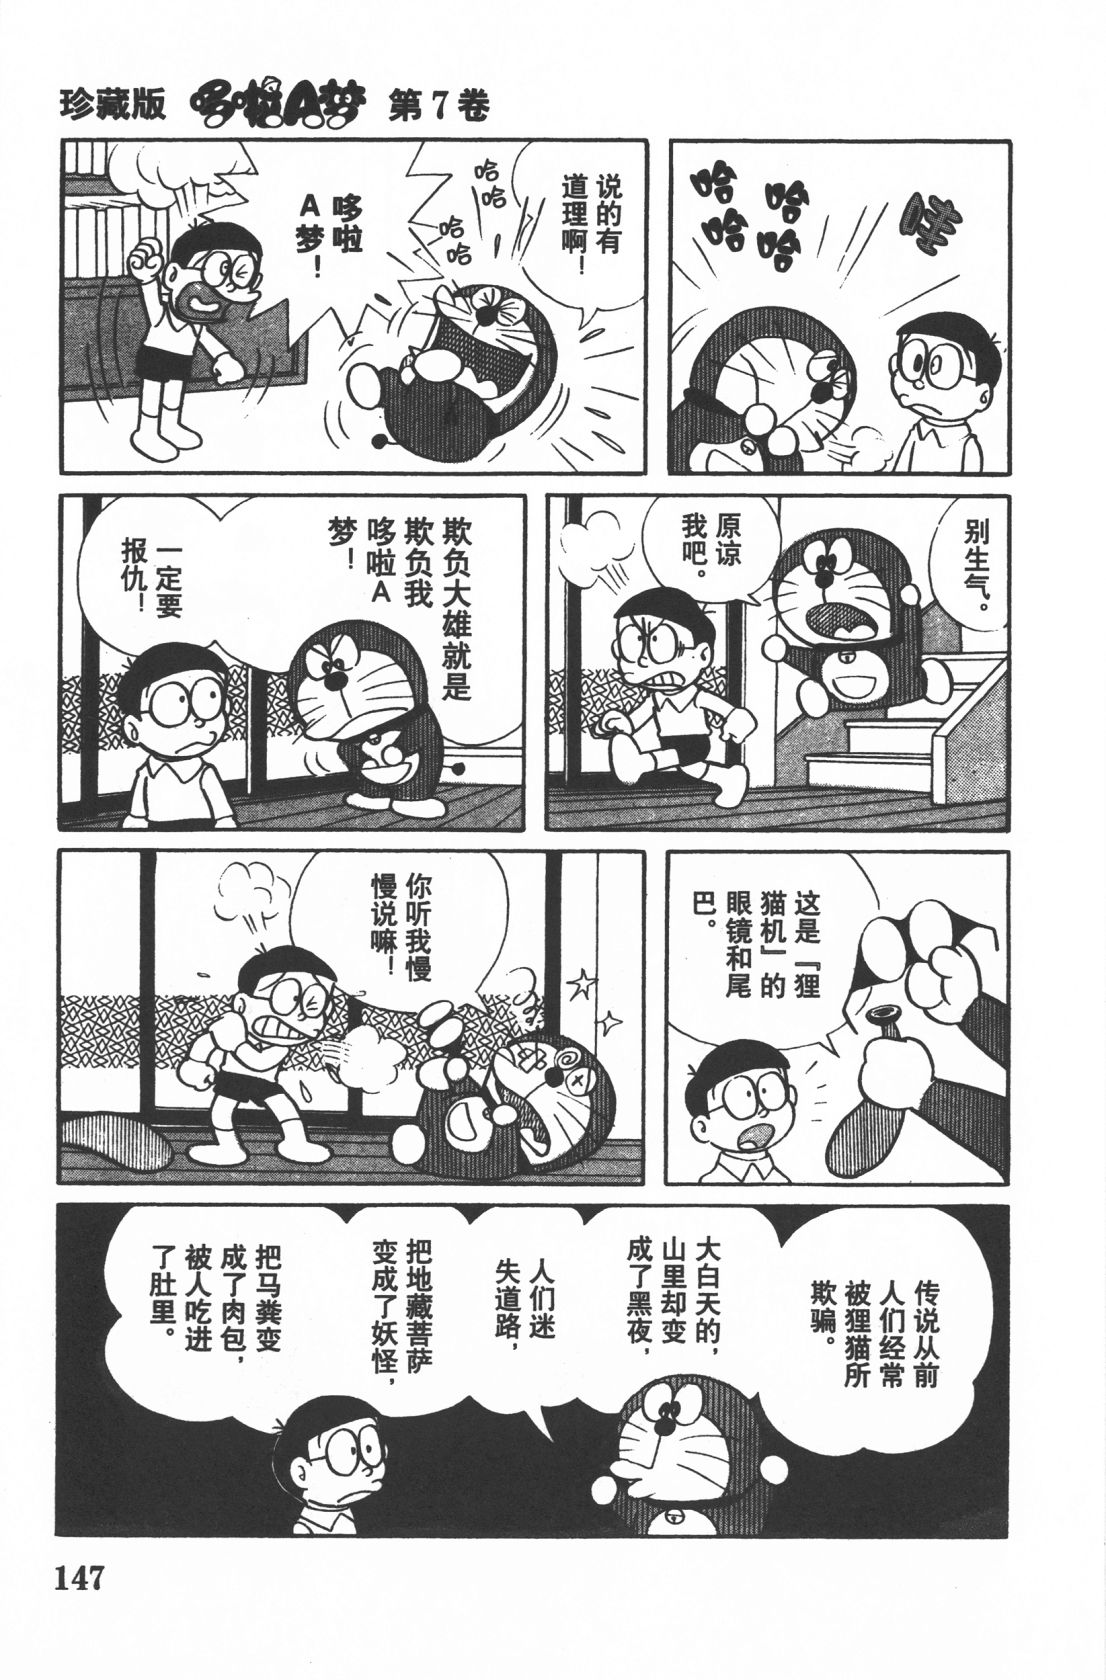 珍藏版 哆啦A梦 第7卷
哇
哈哈
哈哈
说的有
道理啊！
哈哈
哈哈
哆啦
A梦！
别生气。
原谅
我吧。
欺负大雄就是
欺负我
哆啦A
梦！
一定要
报仇！
这是『狸
猫机』的
眼镜和尾
巴。
你听我慢
慢说嘛！
传说从前
人们经常
被狸猫所
欺骗。
大白天的，
山里却变
成了黑夜，
人们迷
失道路，
把地藏菩萨
变成了妖怪，
把马粪变
成了肉包，
被人吃进
了肚里。
147